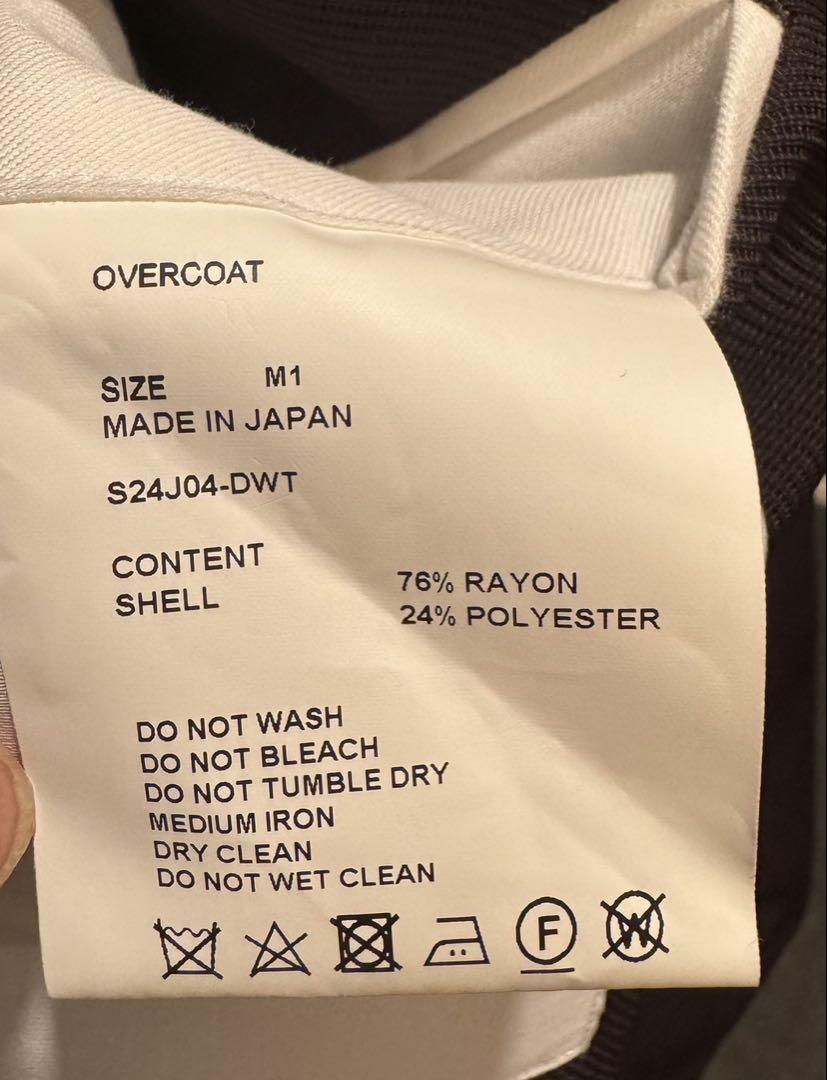 OVERCOAT
SIZE M1
MADE IN JAPAN
S24J04-DWT
CONTENT
SHELL 76% RAYON
24% POLYESTER
DO NOT WASH
DO NOT BLEACH
DO NOT TUMBLE DRY
MEDIUM IRON
DRY CLEAN
DO NOT WET CLEAN
F W